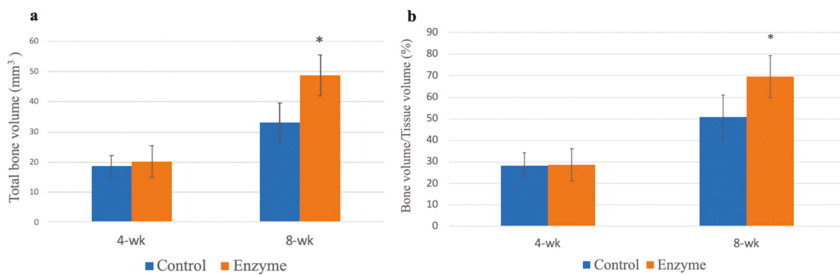 a
Total bone volume (mm³)
60
50
40
30
20
10
0
*
4-wk
8-wk
Control
Enzyme
b
Bone volume/Tissue volume (%)
90
80
70
60
50
40
30
20
10
0
*
4-wk
8-wk
Control
Enzyme